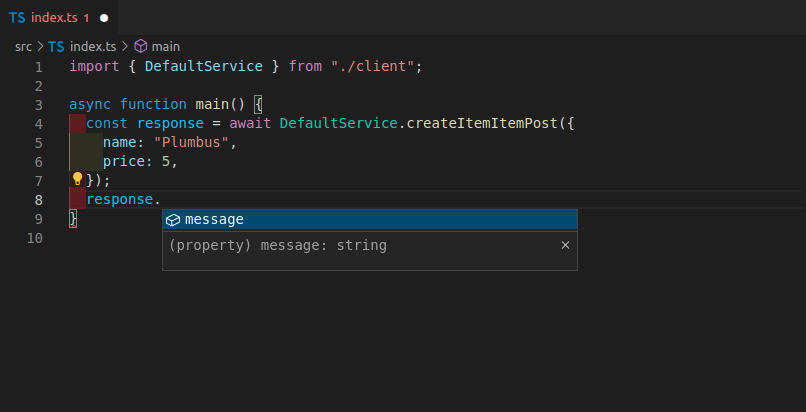 TS index.ts 1
src > TS index.ts > main
1 import { DefaultService } from "./client";
2
3 async function main() {
4 const response = await DefaultService.createItemItemPost({
5 name: "Plumbus",
6 price: 5,
7 });
8 response.
message
9 }
(property) message: string ×
10